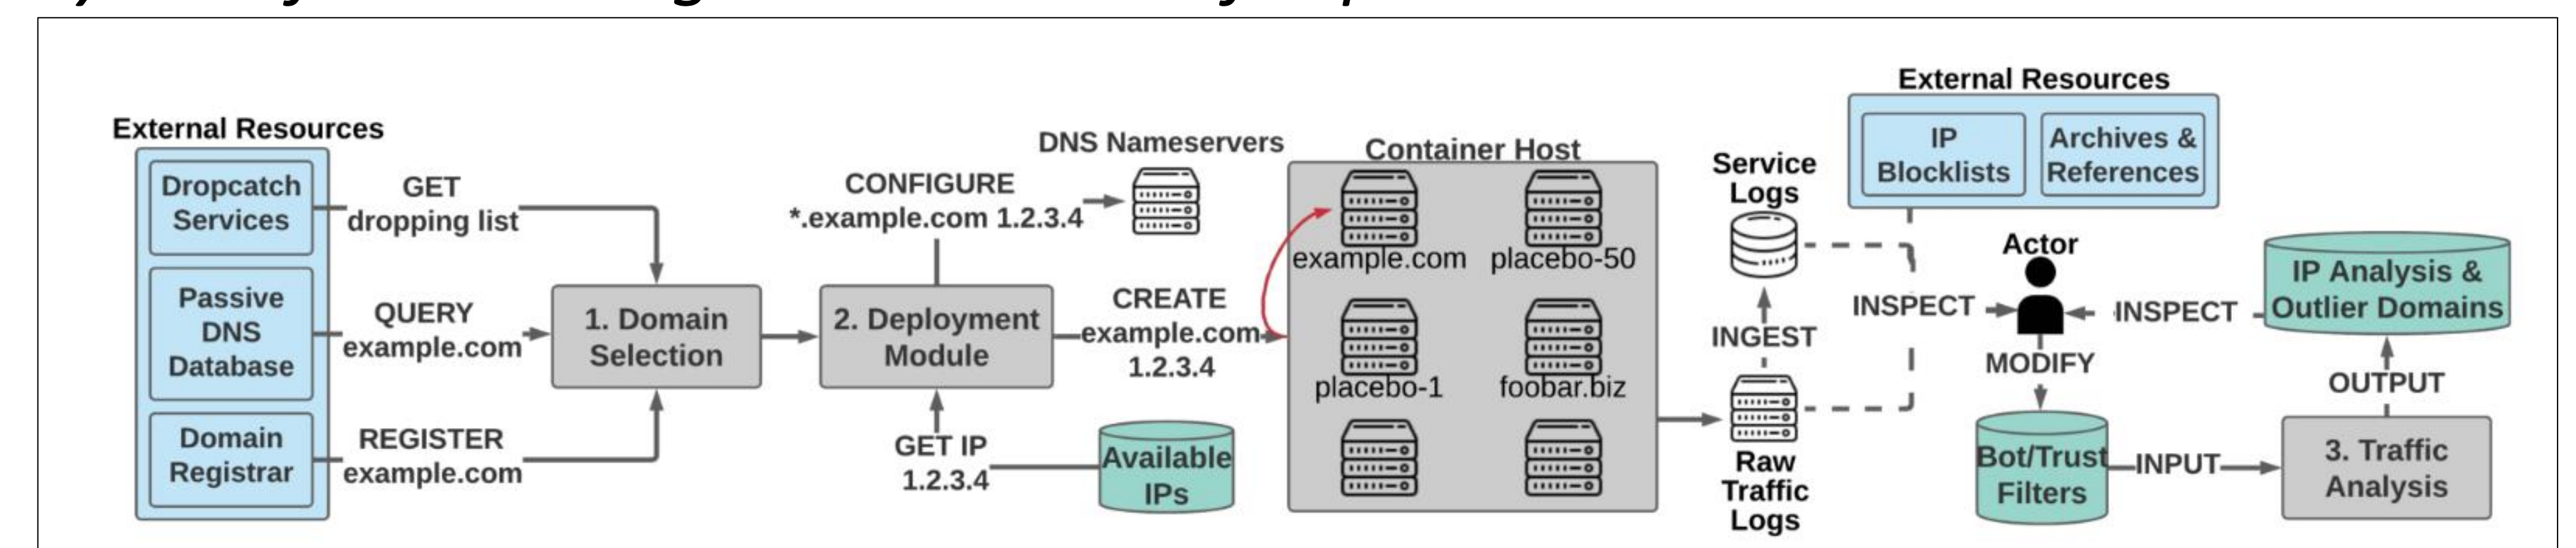 External Resources
Dropcatch
Services
Passive
DNS
Database
Domain
Registrar
GET
dropping list
QUERY
example.com
REGISTER
example.com
1. Domain
Selection
CONFIGURE
*.example.com 1.2.3.4
DNS Nameservers
2. Deployment
Module
GET IP
1.2.3.4
Available
IPs
CREATE
example.com
1.2.3.4
Container Host
example.com
placebo-50
placebo-1
foobar.biz
Service
Logs
INGEST
Raw
Traffic
Logs
External Resources
IP
Blocklists
Archives &
References
INSPECT
Actor
INSPECT
MODIFY
Bot/Trust
Filters
INPUT
3. Traffic
Analysis
OUTPUT
IP Analysis &
Outlier Domains